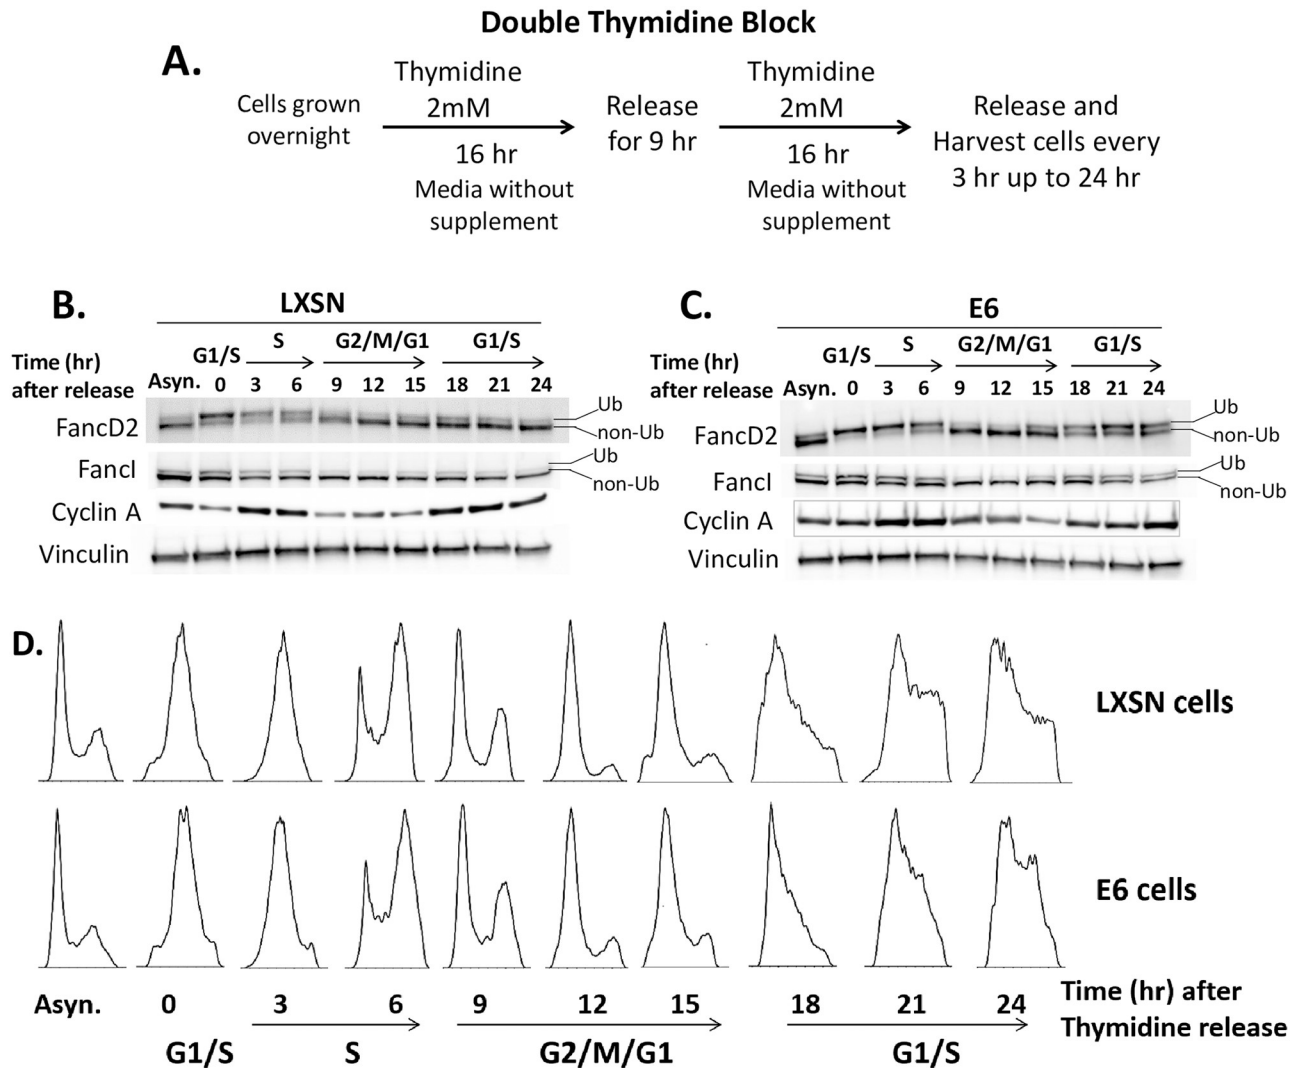 Double Thymidine Block
A.
Cells grown
overnight
Thymidine
2mM
16 hr
Media without
supplement
Release
for 9 hr
Thymidine
2mM
16 hr
Media without
supplement
Release and
Harvest cells every
3 hr up to 24 hr
B.
LXSN
S G2/M/G1 G1/S
Time (hr) G1/S
after release Asyn. 0 3 6 9 12 15 18 21 24
FancD2
Ub
non-Ub
FancI
Ub
non-Ub
Cyclin A
Vinculin
C.
E6
S G2/M/G1 G1/S
Time (hr) G1/S
after release Asyn. 0 3 6 9 12 15 18 21 24
FancD2
Ub
non-Ub
FancI
Ub
non-Ub
Cyclin A
Vinculin
D.
LXSN cells
E6 cells
Asyn. 0 3 6 9 12 15 18 21 24 Time (hr) after
Thymidine release
G1/S S G2/M/G1 G1/S